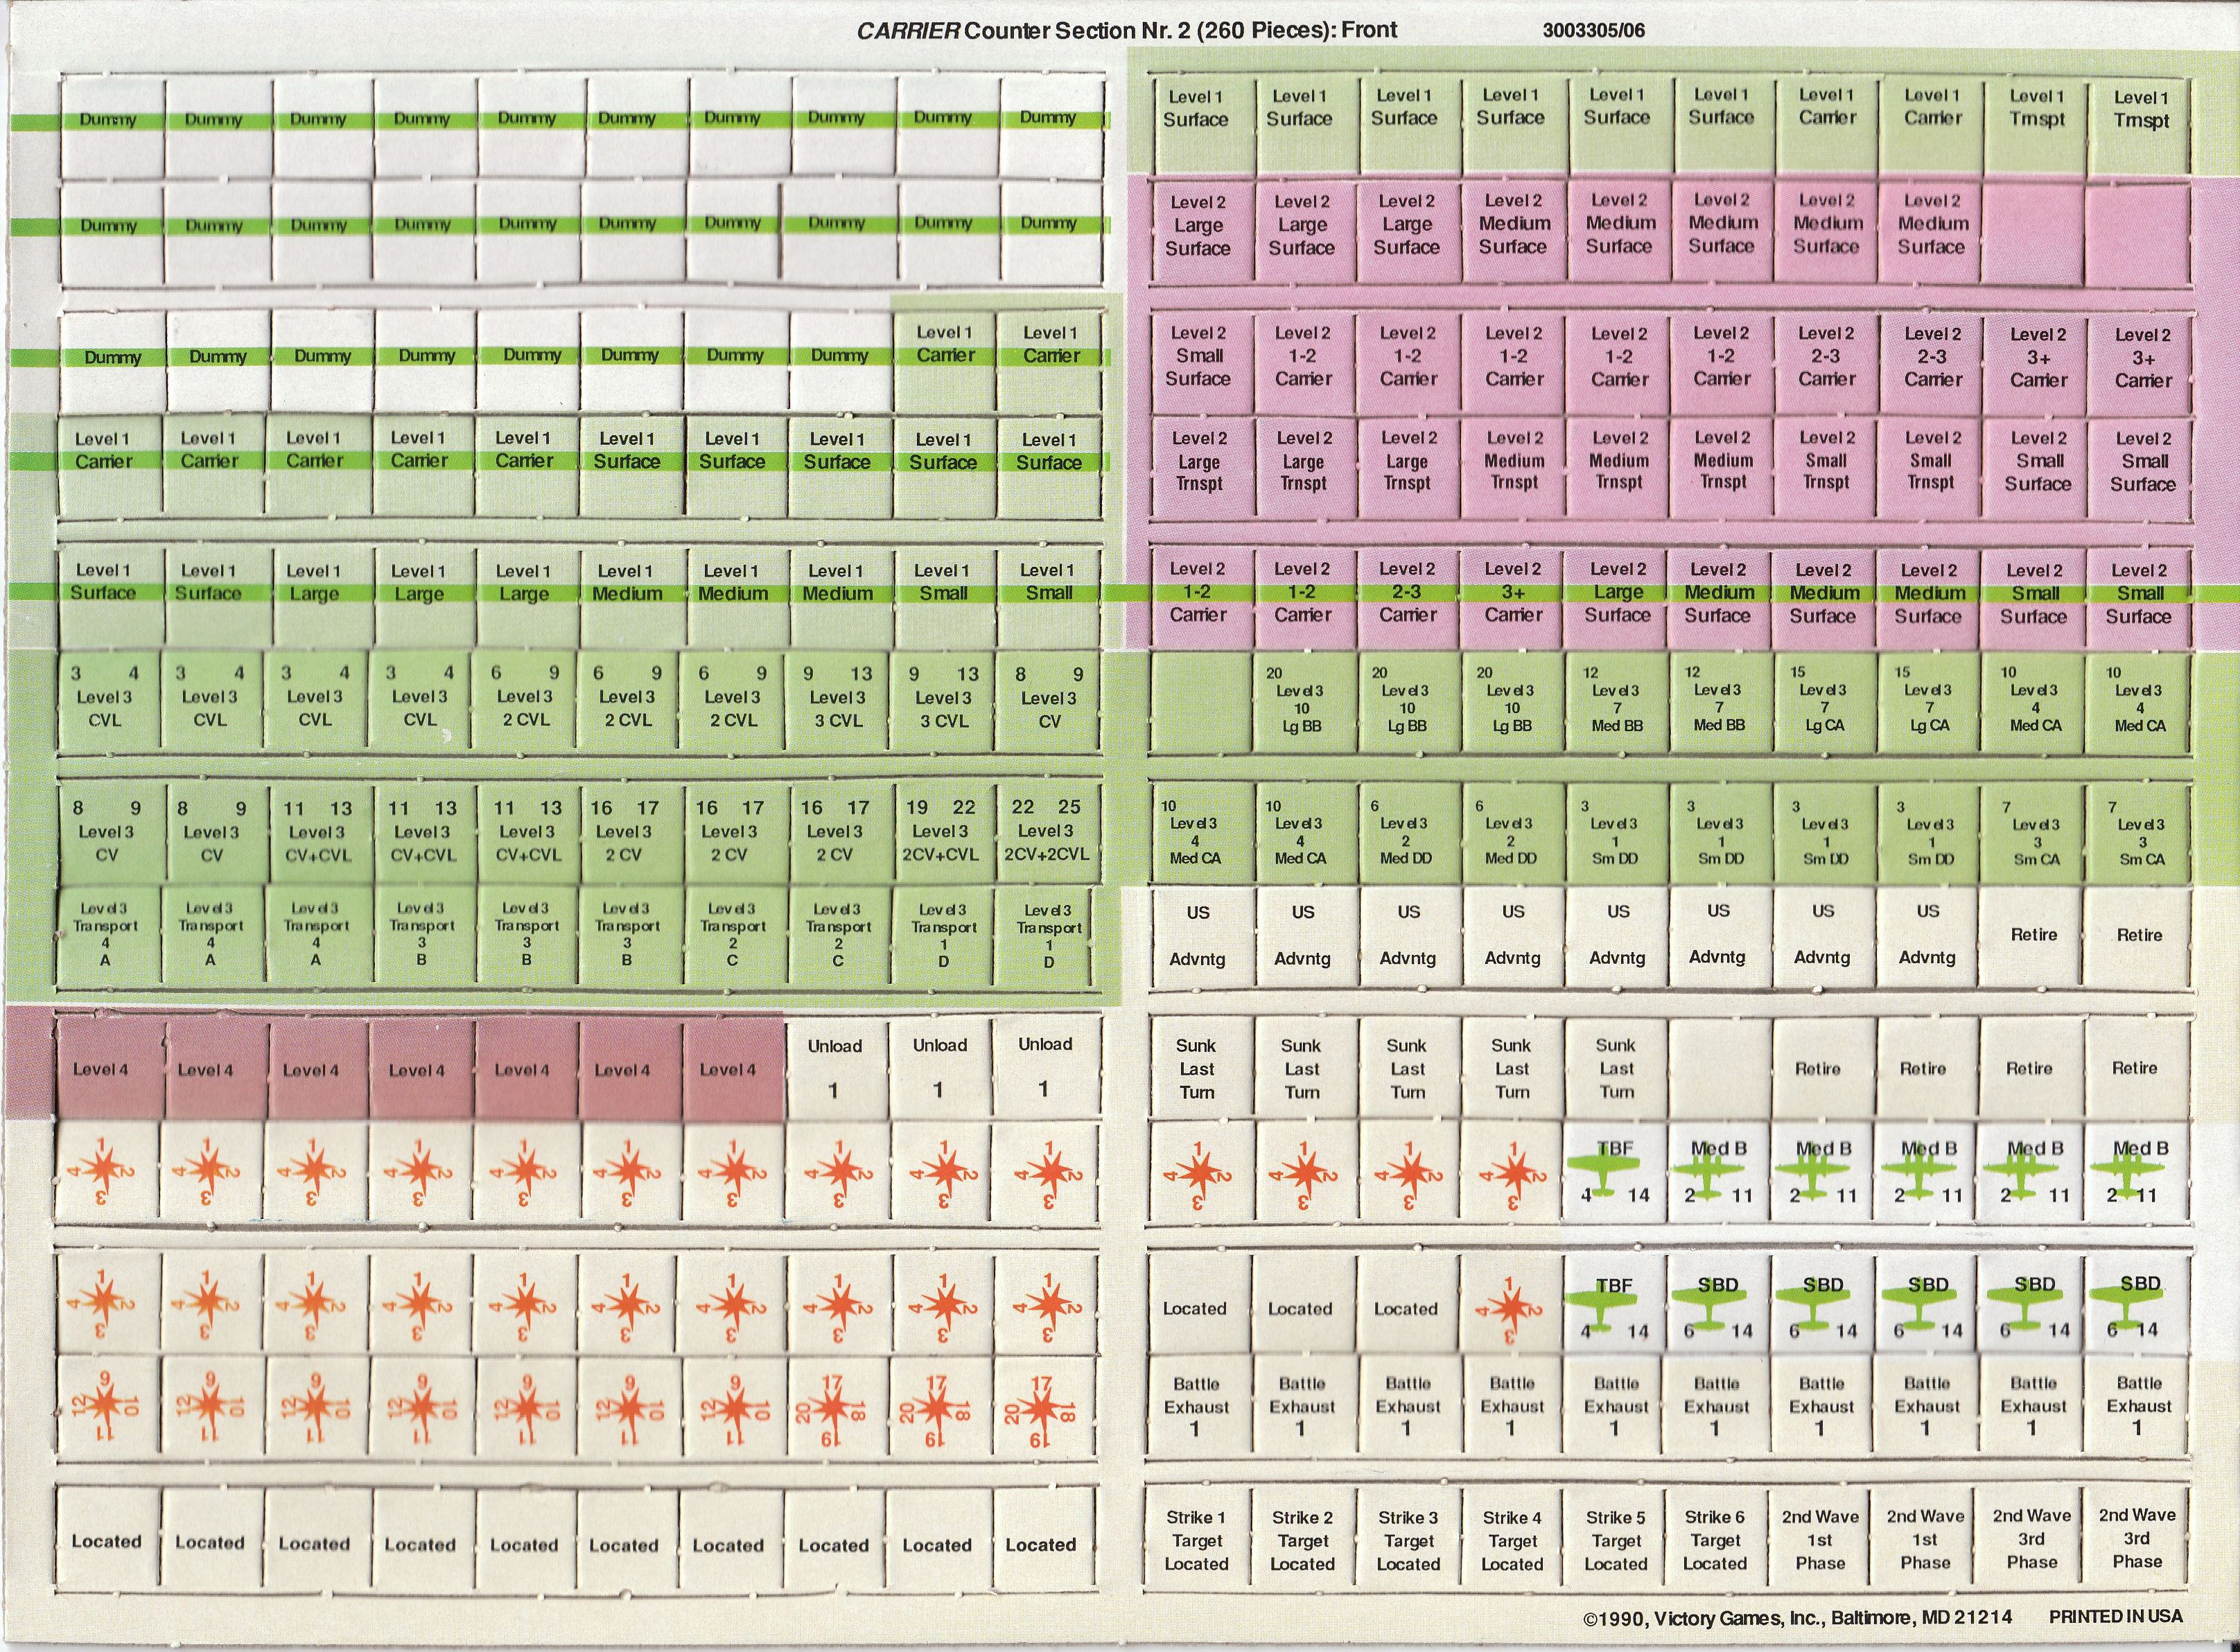 CARRIER Counter Section Nr. 2 (260 Pieces): Front 3003305/06
Dummy Dummy Dummy Dummy Dummy Dummy Dummy Dummy Dummy Dummy
Dummy Dummy Dummy Dummy Dummy Dummy Dummy Dummy Dummy Dummy
Dummy Dummy Dummy Dummy Dummy Dummy Dummy Dummy Level 1 Carrier Level 1 Carrier
Level 1 Level 1 Level 1 Level 1 Level 1 Level 1 Level 1 Level 1 Level 1 Level 1
Carrier Carrier Carrier Carrier Carrier Surface Surface Surface Surface Surface
Level 1 Level 1 Level 1 Level 1 Level 1 Level 1 Level 1 Level 1 Level 1 Level 1
Surface Surface Large Large Large Medium Medium Medium Small Small
3 4 3 4 3 4 3 4 6 9 6 9 6 9 9 13 9 13 8 9
Level 3 Level 3 Level 3 Level 3 Level 3 Level 3 Level 3 Level 3 Level 3 Level 3
CVL CVL CVL CVL 2 CVL 2 CVL 2 CVL 3 CVL 3 CVL CV
8 9 8 9 11 13 11 13 11 13 16 17 16 17 16 17 19 22 22 25
Level 3 Level 3 Level 3 Level 3 Level 3 Level 3 Level 3 Level 3 Level 3 Level 3
CV CV CV+CVL CV+CVL CV+CVL 2 CV 2 CV 2 CV 2CV+CVL 2CV+2CVL
Level 3 Level 3 Level 3 Level 3 Level 3 Level 3 Level 3 Level 3 Level 3 Level 3
Transport Transport Transport Transport Transport Transport Transport Transport Transport Transport
4 4 4 3 3 3 2 2 1 1
A A A B B B C C D D
Level 4 Level 4 Level 4 Level 4 Level 4 Level 4 Level 4 Unload 1 Unload 1 Unload 1
1 2 3 4 1 2 3 4 1 2 3 4 1 2 3 4 1 2 3 4 1 2 3 4 1 2 3 4 1 2 3 4 1 2 3 4 1 2 3 4
1 2 3 4 1 2 3 4 1 2 3 4 1 2 3 4 1 2 3 4 1 2 3 4 1 2 3 4 1 2 3 4 1 2 3 4 1 2 3 4
9 10 11 12 9 10 11 12 9 10 11 12 9 10 11 12 9 10 11 12 9 10 11 12 9 10 11 12 17 18 19 20 17 18 19 20 17 18 19 20
Located Located Located Located Located Located Located Located Located Located
Level 1 Level 1 Level 1 Level 1 Level 1 Level 1 Level 1 Level 1 Level 1 Level 1
Surface Surface Surface Surface Surface Surface Carrier Carrier Trnspt Trnspt
Level 2 Level 2 Level 2 Level 2 Level 2 Level 2 Level 2 Level 2
Large Large Large Medium Medium Medium Medium Medium
Surface Surface Surface Surface Surface Surface Surface Surface
Level 2 Level 2 Level 2 Level 2 Level 2 Level 2 Level 2 Level 2 Level 2 Level 2
Small 1-2 1-2 1-2 1-2 1-2 2-3 2-3 3+ 3+
Surface Carrier Carrier Carrier Carrier Carrier Carrier Carrier Carrier Carrier
Level 2 Level 2 Level 2 Level 2 Level 2 Level 2 Level 2 Level 2 Level 2 Level 2
Large Large Large Medium Medium Medium Small Small Small Small
Trnspt Trnspt Trnspt Trnspt Trnspt Trnspt Trnspt Trnspt Surface Surface
Level 2 Level 2 Level 2 Level 2 Level 2 Level 2 Level 2 Level 2 Level 2 Level 2
1-2 1-2 2-3 3+ Large Medium Medium Medium Small Small
Carrier Carrier Carrier Carrier Surface Surface Surface Surface Surface Surface
20 20 20 12 12 15 15 10 10
Level 3 Level 3 Level 3 Level 3 Level 3 Level 3 Level 3 Level 3 Level 3
10 10 10 7 7 7 7 4 4
Lg BB Lg BB Lg BB Med BB Med BB Lg CA Lg CA Med CA Med CA
10 10 6 6 3 3 3 3 7 7
Level 3 Level 3 Level 3 Level 3 Level 3 Level 3 Level 3 Level 3 Level 3 Level 3
4 4 2 2 1 1 1 1 3 3
Med CA Med CA Med DD Med DD Sm DD Sm DD Sm DD Sm DD Sm CA Sm CA
US US US US US US US US
Retire Retire
Advntg Advntg Advntg Advntg Advntg Advntg Advntg Advntg
Sunk Sunk Sunk Sunk Sunk
Last Last Last Last Last Retire Retire Retire Retire
Turn Turn Turn Turn Turn
1 2 3 4 1 2 3 4 1 2 3 4 1 2 3 4 TBF Med B Med B Med B Med B Med B
4 14 2 11 2 11 2 11 2 11 2 11
Located Located Located 1 2 3 4 TBF SBD SBD SBD SBD SBD
4 14 6 14 6 14 6 14 6 14 6 14
Battle Battle Battle Battle Battle Battle Battle Battle Battle Battle
Exhaust Exhaust Exhaust Exhaust Exhaust Exhaust Exhaust Exhaust Exhaust Exhaust
1 1 1 1 1 1 1 1 1 1
Strike 1 Strike 2 Strike 3 Strike 4 Strike 5 Strike 6 2nd Wave 2nd Wave 2nd Wave 2nd Wave
Target Target Target Target Target Target 1st 1st 3rd 3rd
Located Located Located Located Located Located Phase Phase Phase Phase
©1990, Victory Games, Inc., Baltimore, MD 21214 PRINTED IN USA